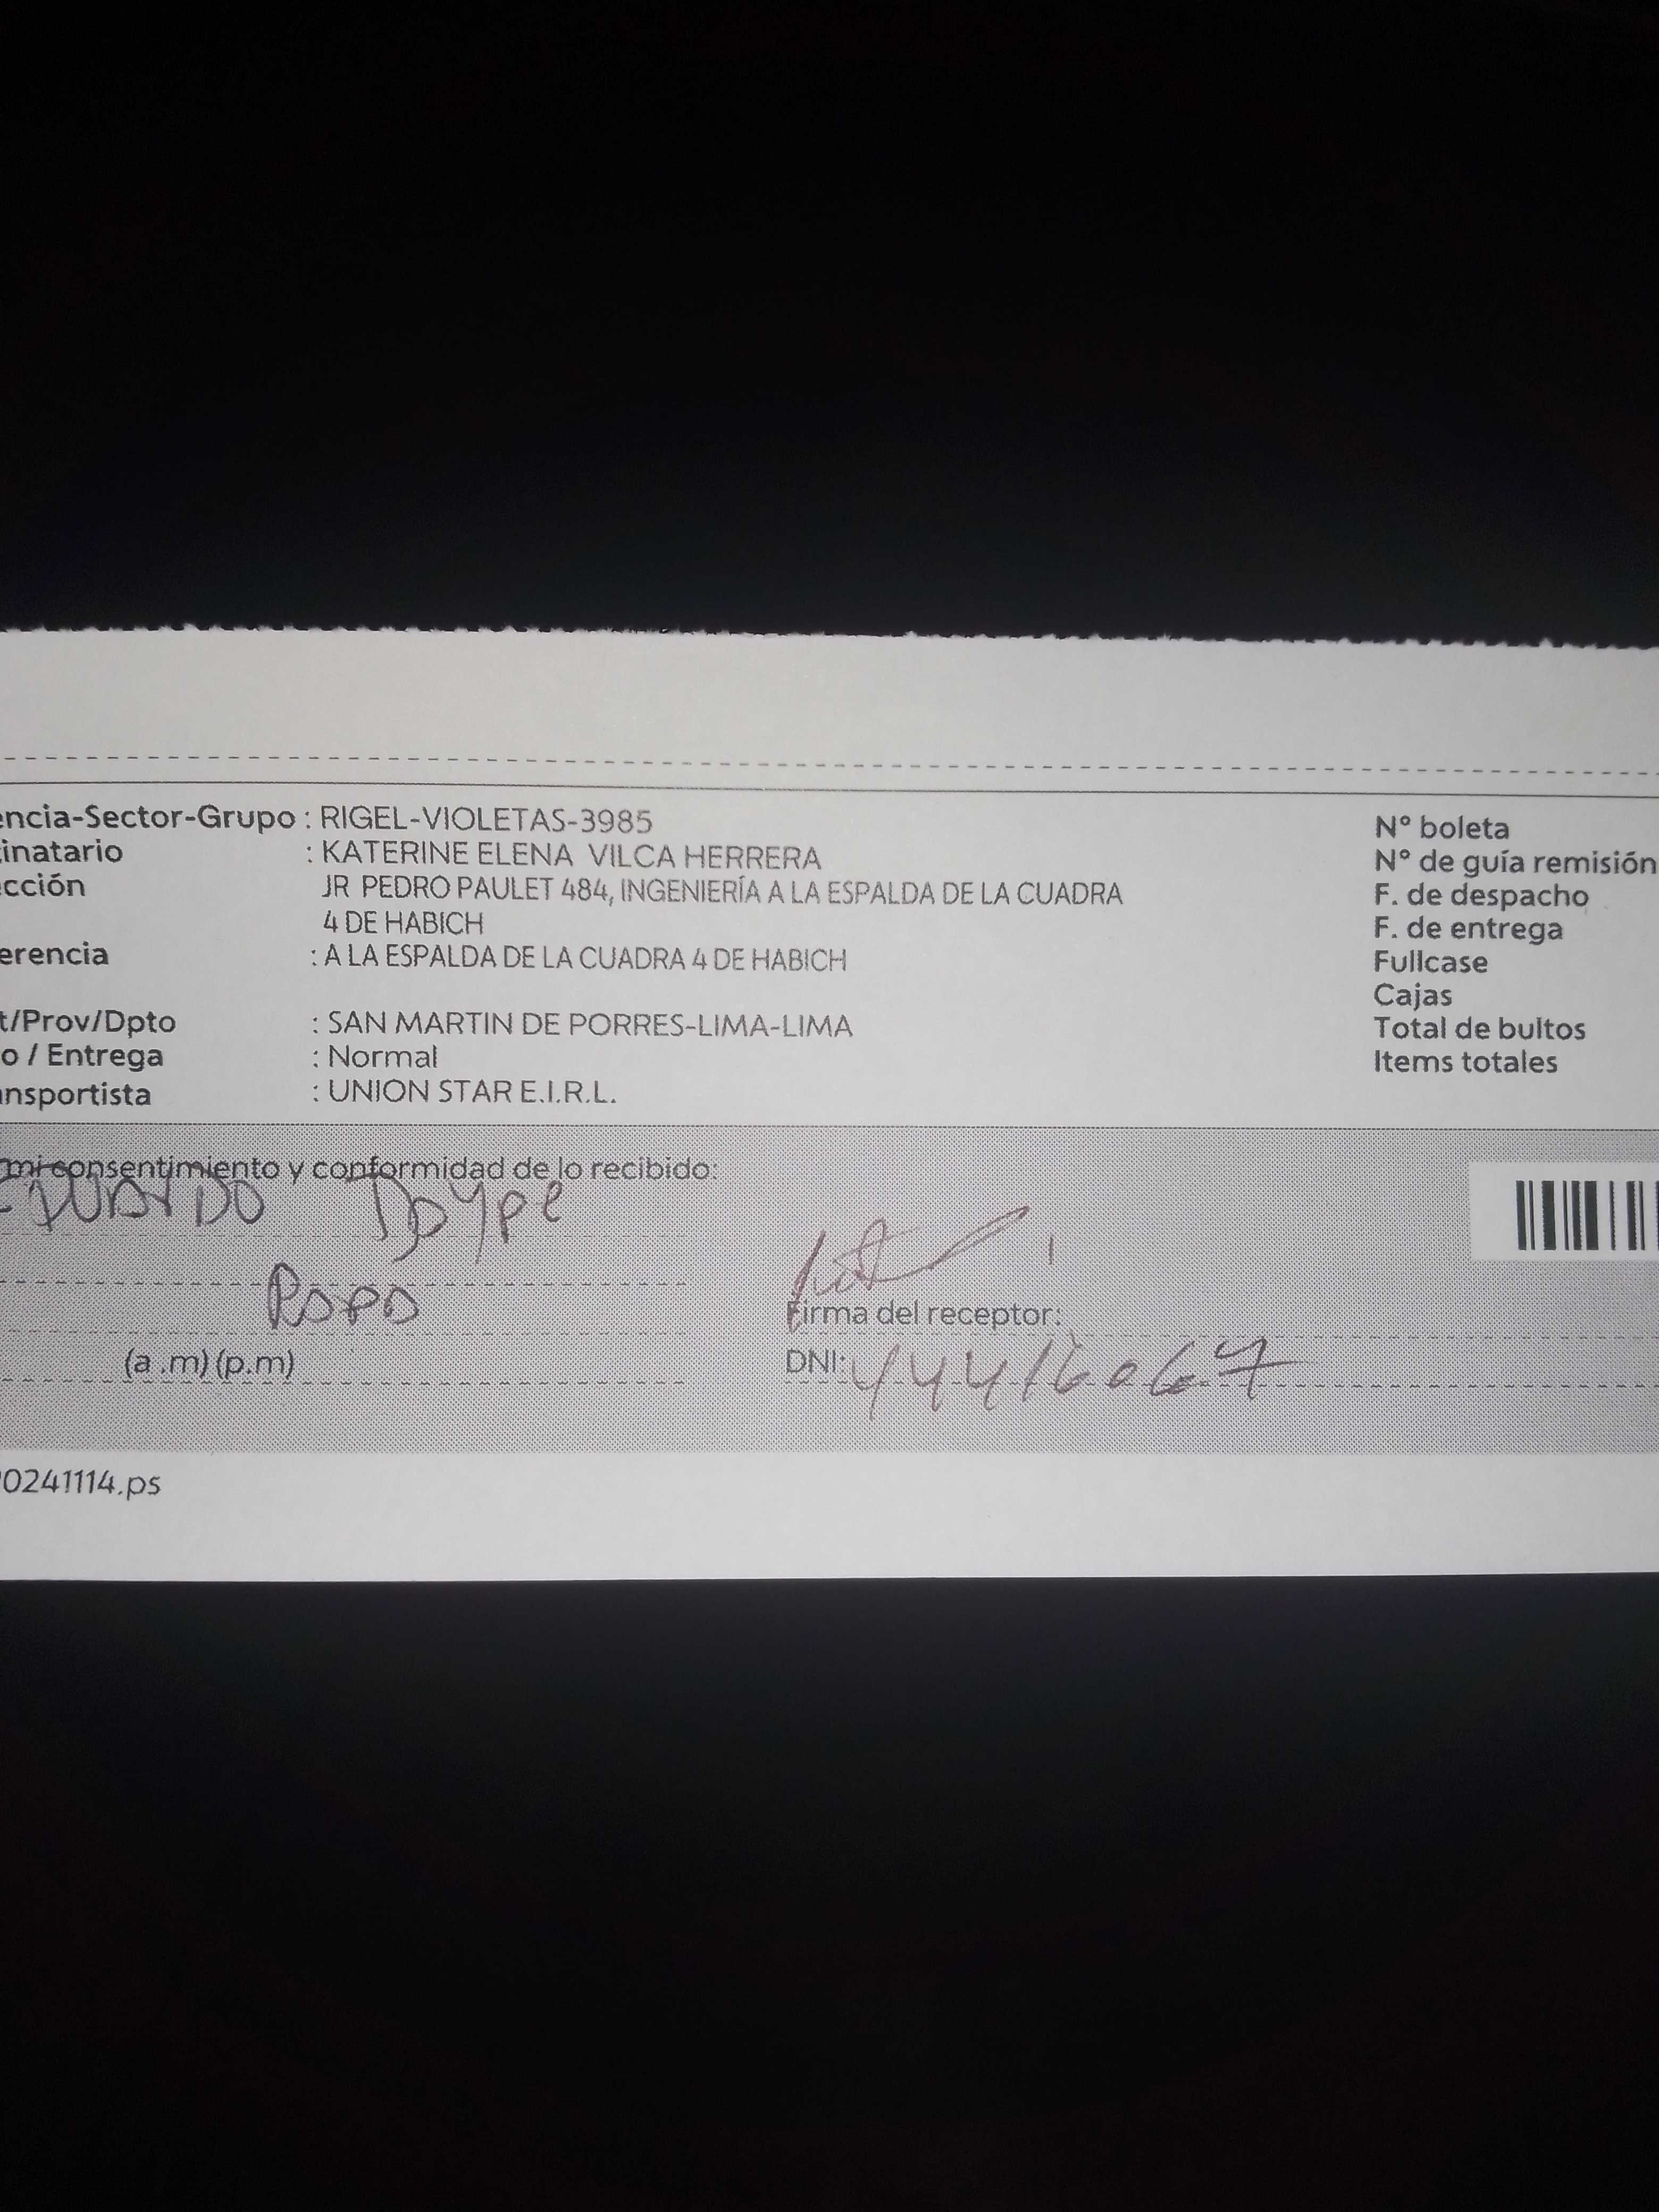 encia-Sector-Grupo : RIGEL-VIOLETAS-3985
inatario : KATERINE ELENA VILCA HERRERA
cción JR PEDRO PAULET 484, INGENIERÍA A LA ESPALDA DE LA CUADRA
4 DE HABICH
erencia : A LA ESPALDA DE LA CUADRA 4 DE HABICH
t/Prov/Dpto : SAN MARTIN DE PORRES-LIMA-LIMA
o / Entrega : Normal
ansportista : UNION STAR E.I.R.L.
N° boleta
N° de guía remisión
F. de despacho
F. de entrega
Fullcase
Cajas
Total de bultos
Items totales
mi consentimiento y conformidad de lo recibido:
Firma del receptor:
(a .m) (p.m)
DNI: 44416067
0241114.ps